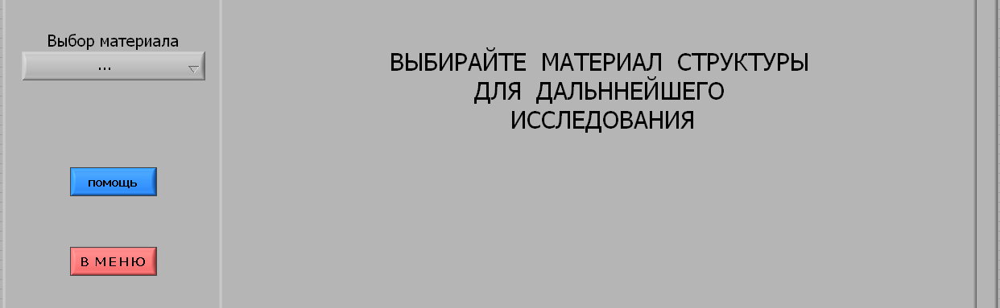 Выбор материала
...
ВЫБИРАЙТЕ МАТЕРИАЛ СТРУКТУРЫ
ДЛЯ ДАЛЬННЕЙШЕГО
ИССЛЕДОВАНИЯ
помощь
В МЕНЮ